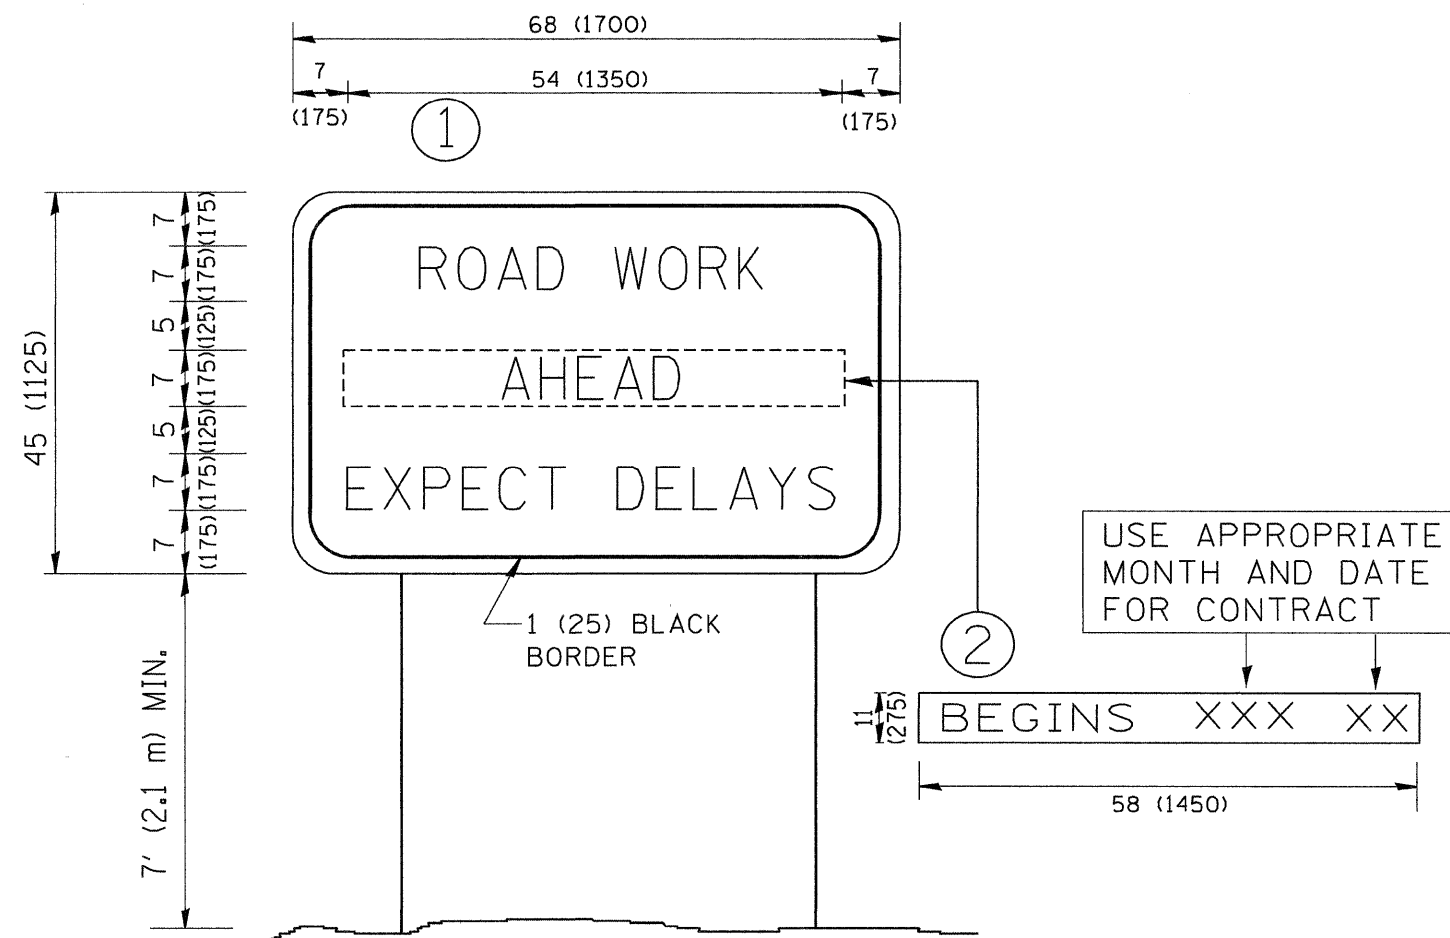 68 (1700)
7
54 (1350)
7
(175)
(175)
1
45 (1125)
7 (175)
7 (175)
5 (125)
7 (175)
5 (125)
7 (175)
7 (175)
ROAD WORK
AHEAD
EXPECT DELAYS
1 (25) BLACK
BORDER
7' (2.1 m) MIN.
2
USE APPROPRIATE
MONTH AND DATE
FOR CONTRACT
11
(275)
BEGINS XXX XX
58 (1450)